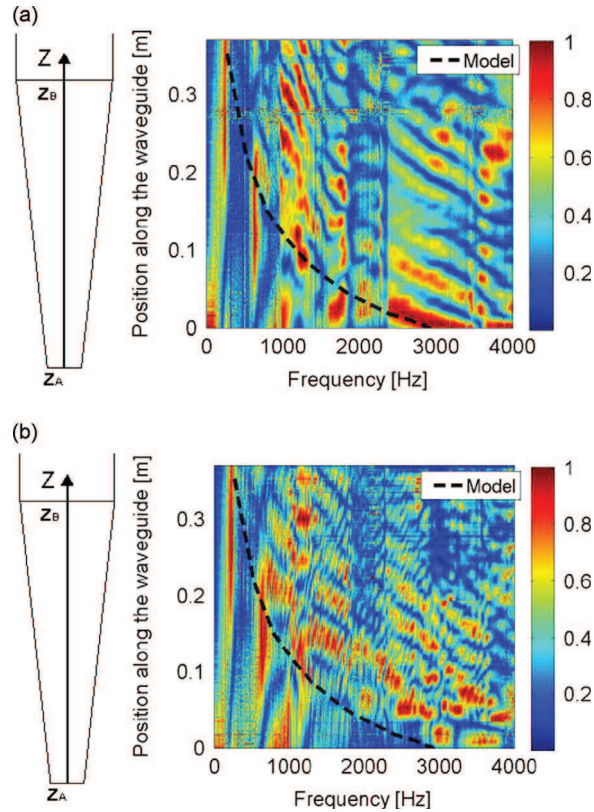 (a)
Z
zB
zA
Position along the waveguide [m]
0.3
0.2
0.1
0
0 1000 2000 3000 4000
Frequency [Hz]
Model
1
0.8
0.6
0.4
0.2
(b)
Z
zB
zA
Position along the waveguide [m]
0.3
0.2
0.1
0
0 1000 2000 3000 4000
Frequency [Hz]
Model
1
0.8
0.6
0.4
0.2